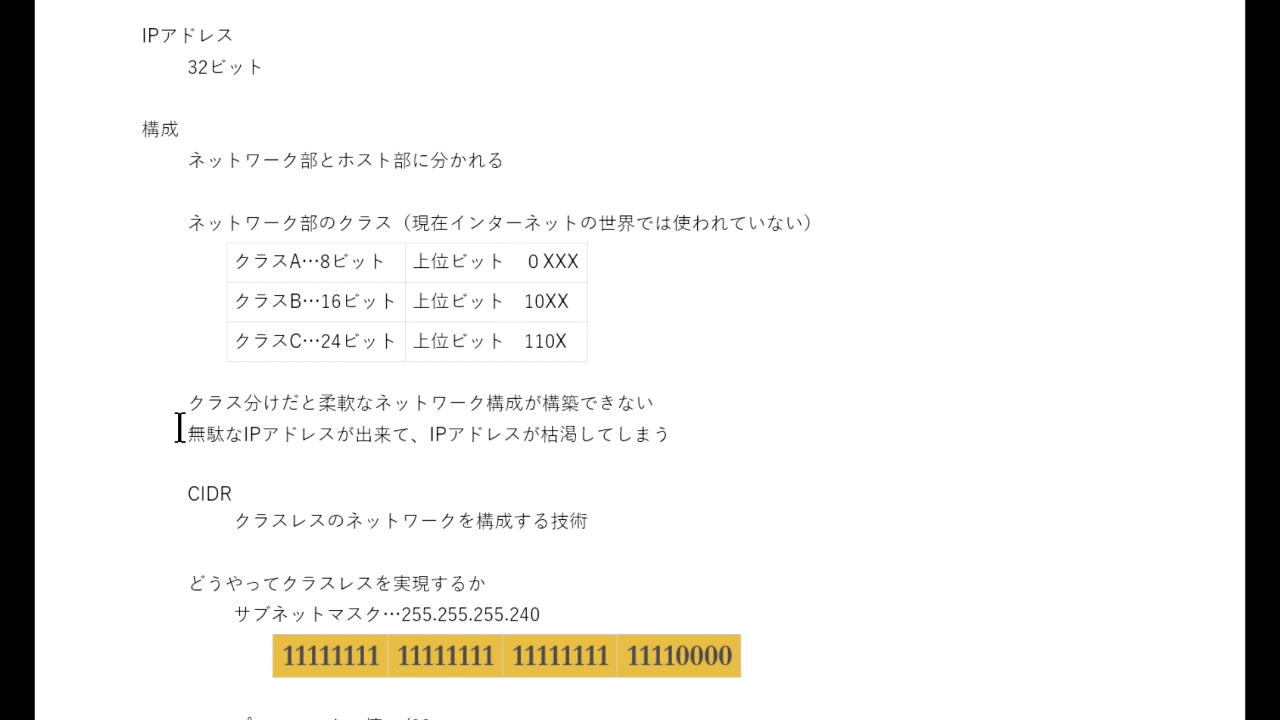 IPアドレス
32ビット
構成
ネットワーク部とホスト部に分かれる
ネットワーク部のクラス（現在インターネットの世界では使われていない）
クラスA…8ビット 上位ビット　０XXX
クラスB…16ビット 上位ビット　10XX
クラスC…24ビット 上位ビット　110X
クラス分けだと柔軟なネットワーク構成が構築できない
無駄なIPアドレスが出来て、IPアドレスが枯渇してしまう
CIDR
クラスレスのネットワークを構成する技術
どうやってクラスレスを実現するか
サブネットマスク…255.255.255.240
11111111 11111111 11111111 11110000